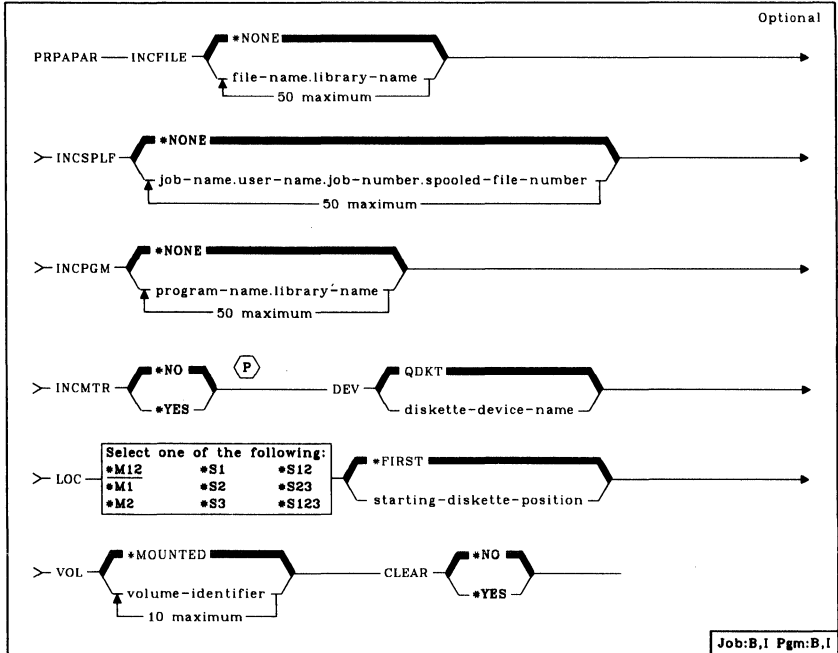 Optional
*NONE
PRPAPAR INCFILE
file-name.library-name
50 maximum
*NONE
INCSPLF
job-name.user-name.job-number.spooled-file-number
50 maximum
*NONE
INCPGM
program-name.library-name
50 maximum
*NO P QDKT
INCMTR DEV
*YES diskette-device-name
Select one of the following:
*M12 *S1 *S12 *FIRST
LOC *M1 *S2 *S23
*M2 *S3 *S123 starting-diskette-position
*MOUNTED *NO
VOL CLEAR
volume-identifier *YES
10 maximum
Job:B,I Pgm:B,I